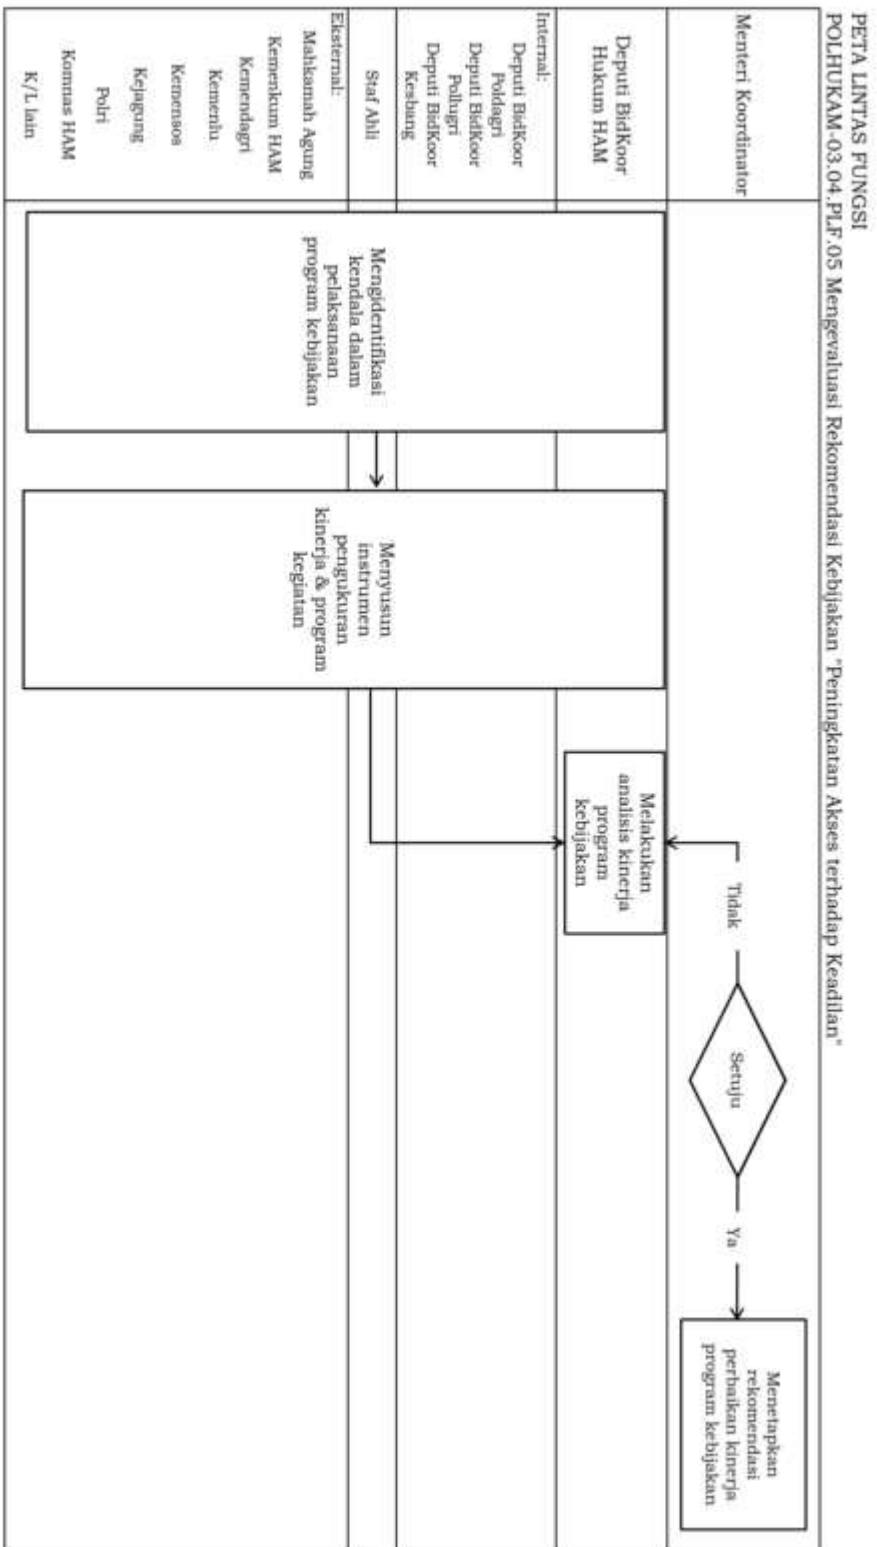 PETA LINTAS FUNGSI
POLHUKAM-03.04.PLF.05 Mengevaluasi Rekomendasi Kebijakan "Peningkatan Akses terhadap Keadilan"
Menteri Koordinator
Deputi BidKoor
Hukum HAM
Internal:
Deputi BidKoor
Poldagri
Deputi BidKoor
Pollugri
Deputi BidKoor
Kesbang
Staf Ahli
Eksternal:
Mahkamah Agung
Kemenkum HAM
Kemendagri
Kemenlu
Kemensos
Kejagung
Polri
Komnas HAM
K/L lain
Mengidentifikasi
kendala dalam
pelaksanaan
program kebijakan
Menyusun
instrumen
pengukuran
kinerja & program
kegiatan
Melakukan
analisis kinerja
program
kebijakan
Tidak
Setuju
Ya
Menetapkan
rekomendasi
perbaikan kinerja
program kebijakan